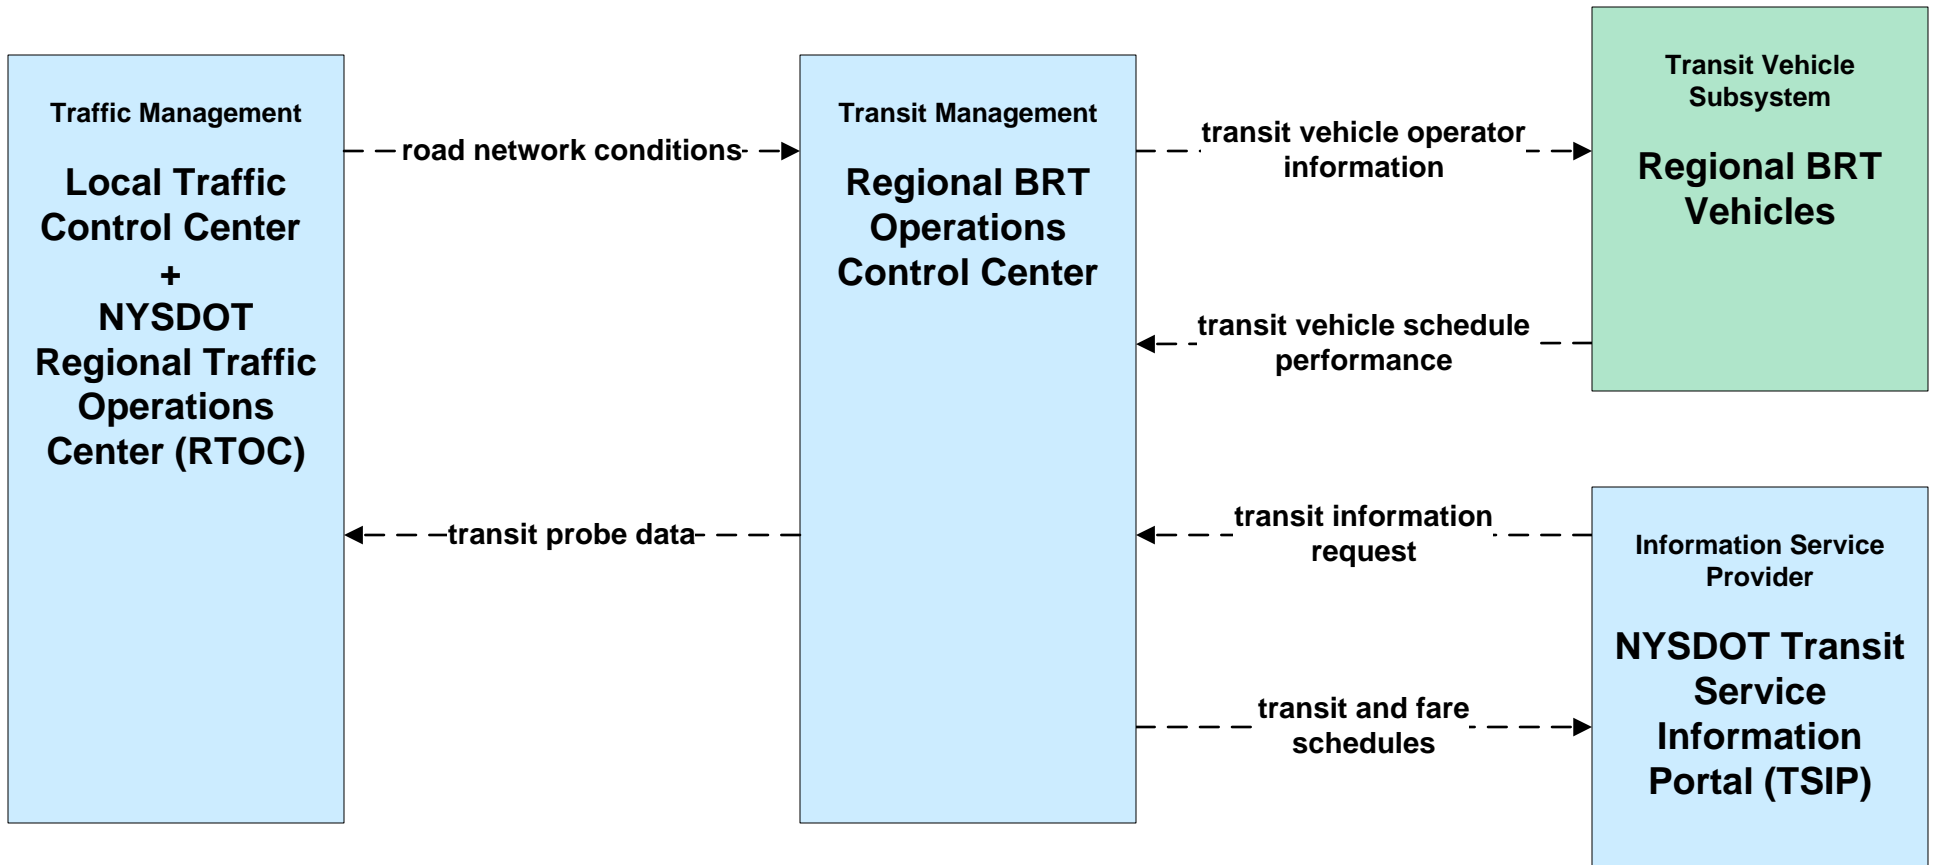 Traffic Management
Local Traffic
Control Center
+
NYSDOT
Regional Traffic
Operations
Center (RTOC)
road network conditions
transit probe data
Transit Management
Regional BRT
Operations
Control Center
transit vehicle operator
information
transit vehicle schedule
performance
transit information
request
transit and fare
schedules
Transit Vehicle
Subsystem
Regional BRT
Vehicles
Information Service
Provider
NYSDOT Transit
Service
Information
Portal (TSIP)